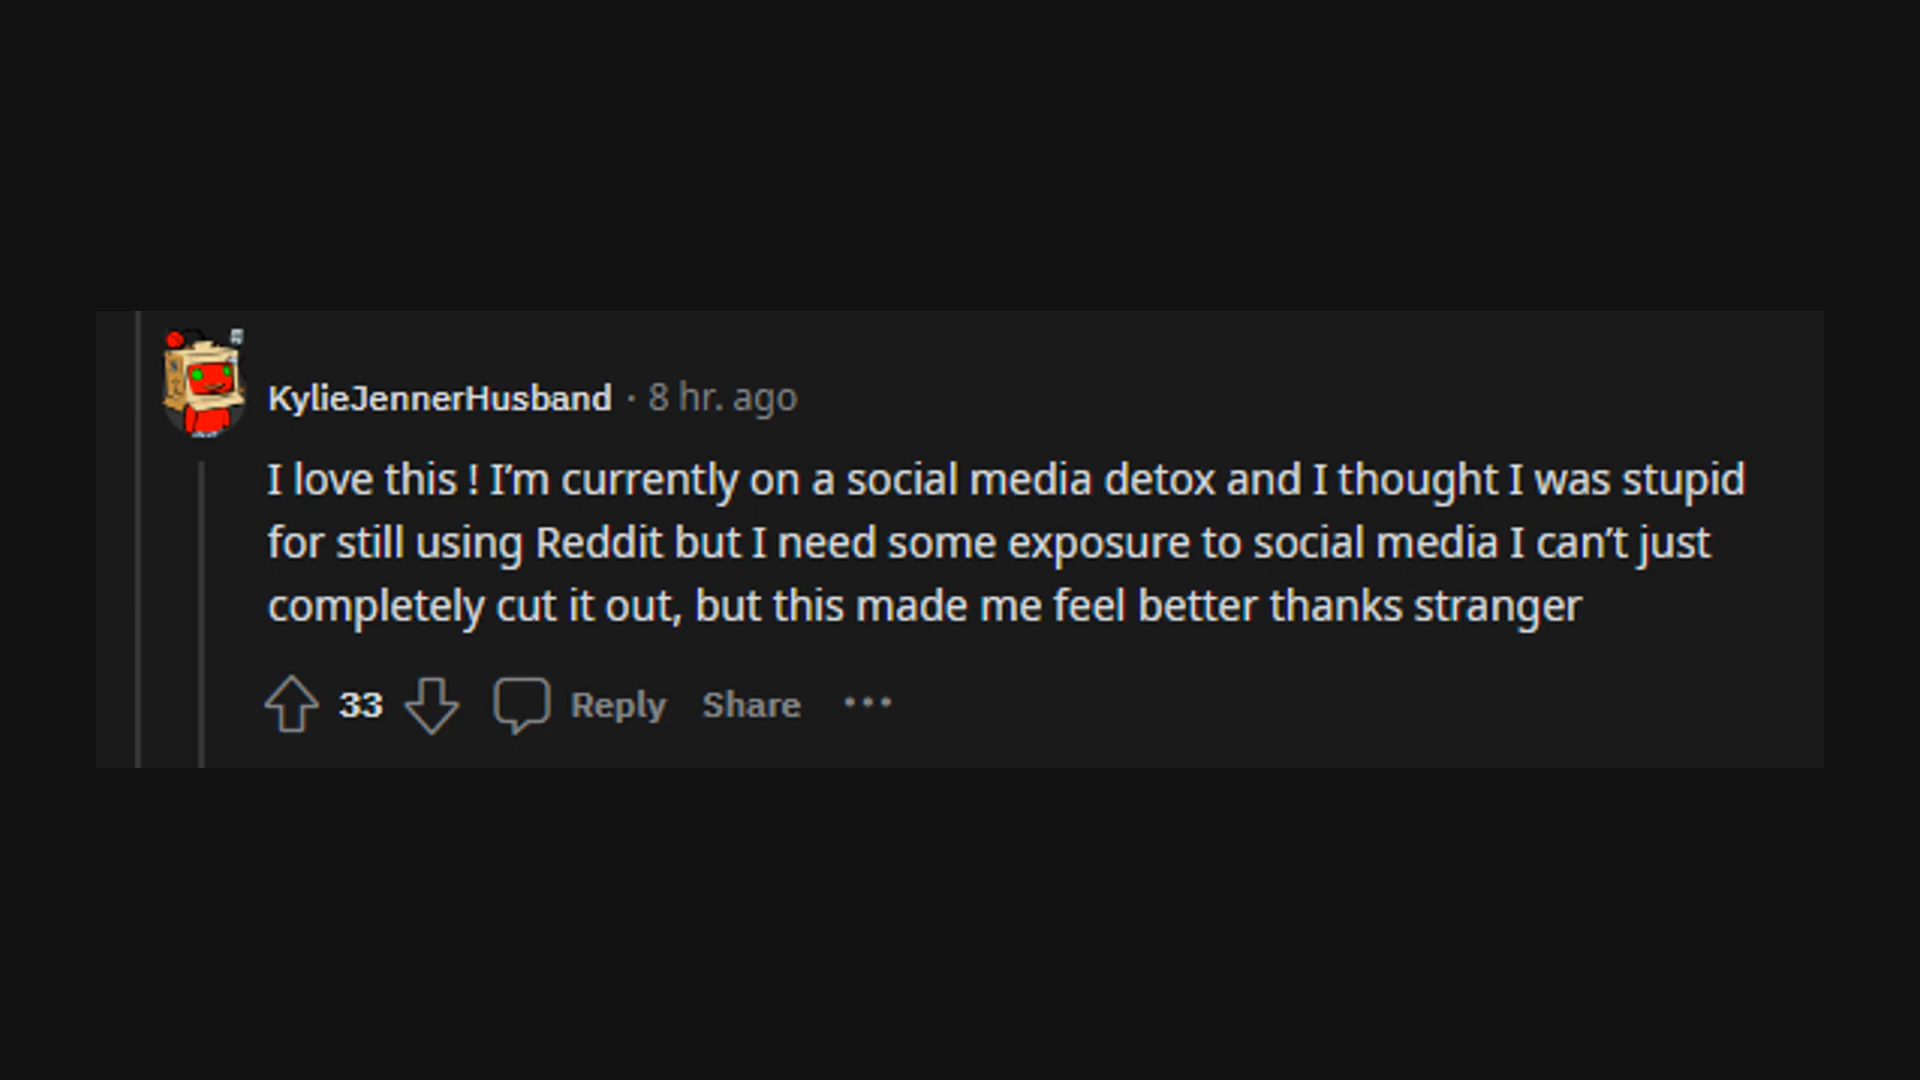 KylieJennerHusband · 8 hr. ago
I love this ! I’m currently on a social media detox and I thought I was stupid
for still using Reddit but I need some exposure to social media I can’t just
completely cut it out, but this made me feel better thanks stranger
33 Reply Share ···